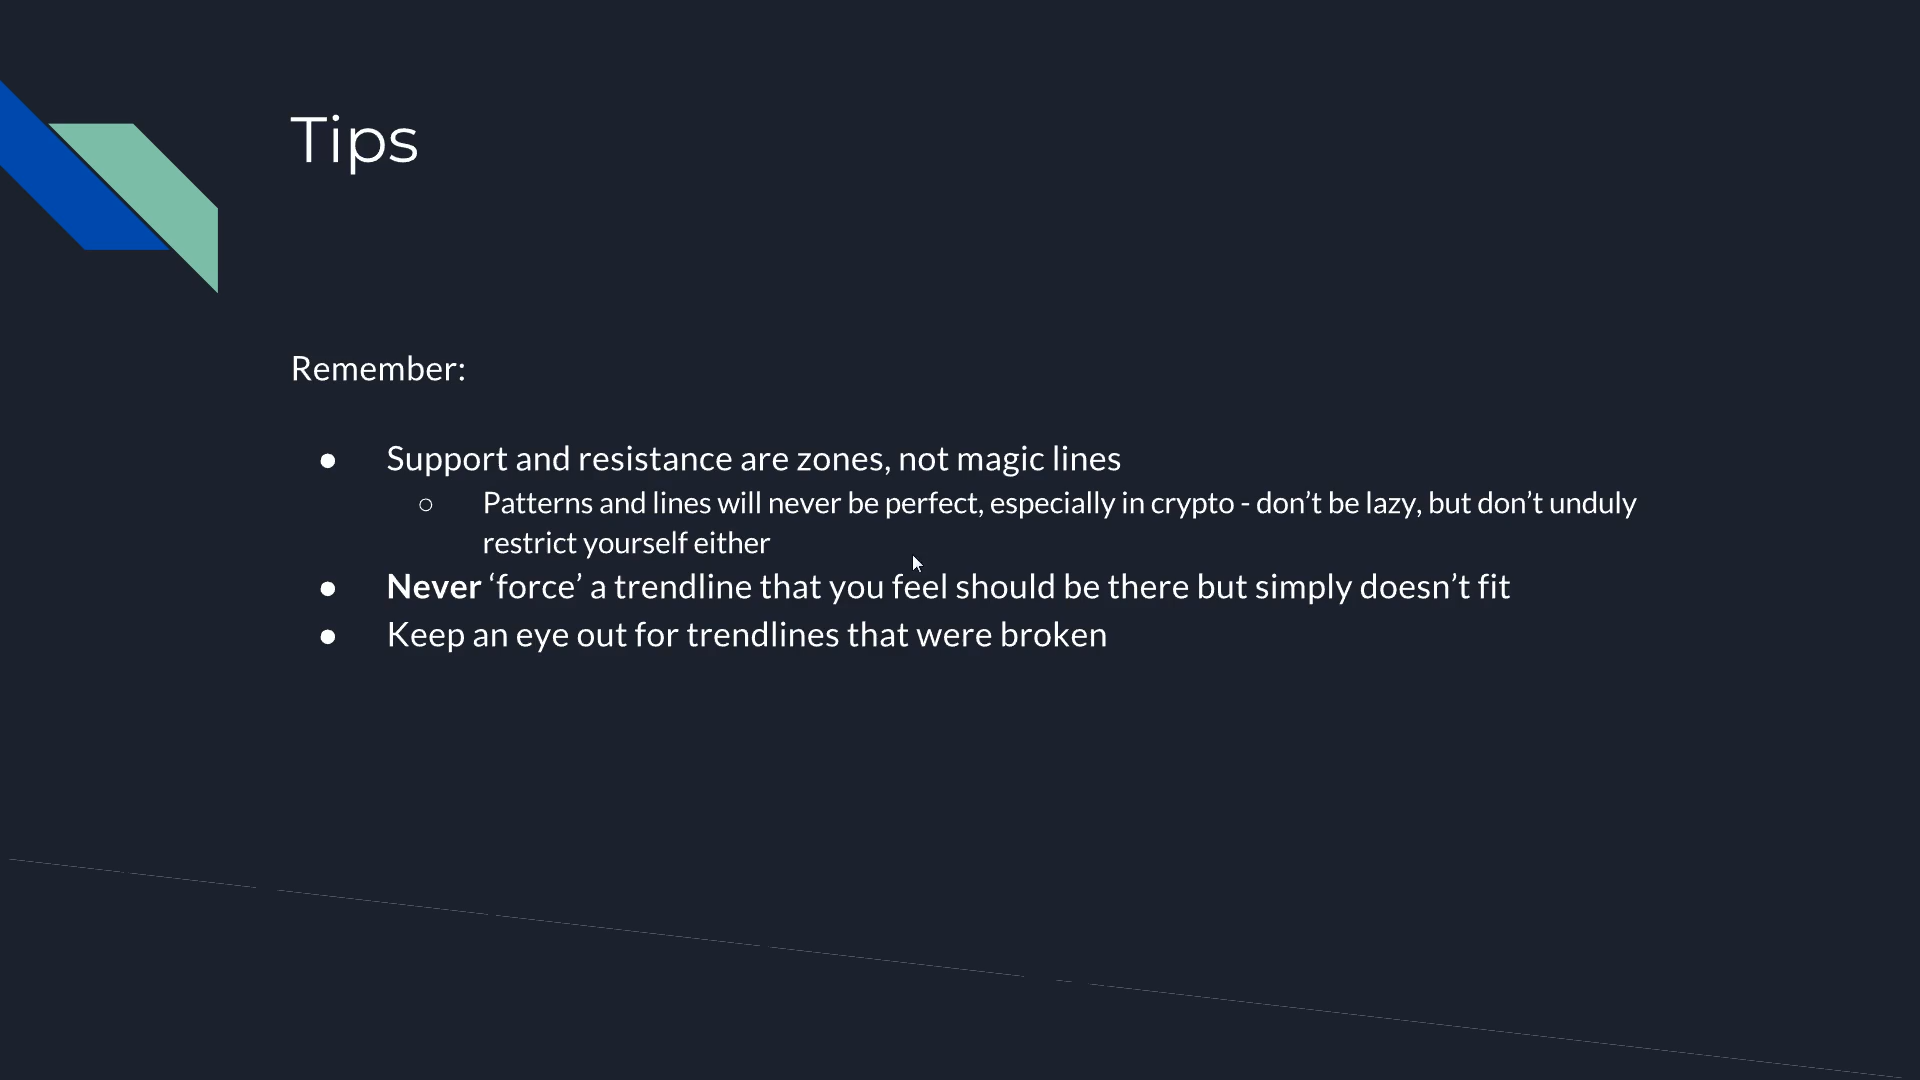 Tips
Remember:
● Support and resistance are zones, not magic lines
○ Patterns and lines will never be perfect, especially in crypto - don’t be lazy, but don’t unduly
restrict yourself either
● Never ‘force’ a trendline that you feel should be there but simply doesn’t fit
● Keep an eye out for trendlines that were broken